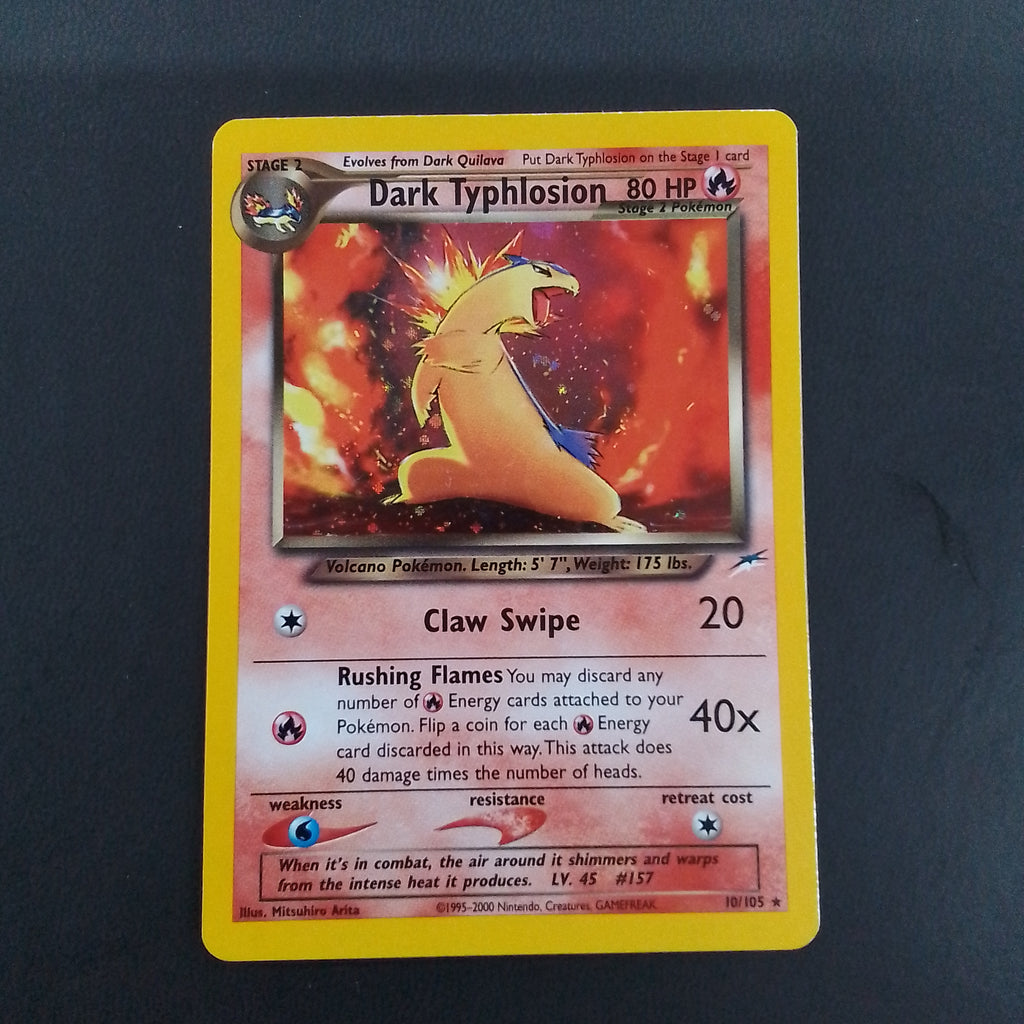 STAGE 2 Evolves from Dark Quilava Put Dark Typhlosion on the Stage 1 card
Dark Typhlosion 80 HP
Stage 2 Pokémon
Volcano Pokémon. Length: 5' 7", Weight: 175 lbs.
Claw Swipe 20
Rushing Flames You may discard any
number of Energy cards attached to your
Pokémon. Flip a coin for each Energy
card discarded in this way. This attack does
40 damage times the number of heads.
40x
weakness resistance retreat cost
When it's in combat, the air around it shimmers and warps
from the intense heat it produces. LV. 45 #157
Illus. Mitsuhiro Arita ©1995-2000 Nintendo, Creatures, GAMEFREAK. 10/105 ★